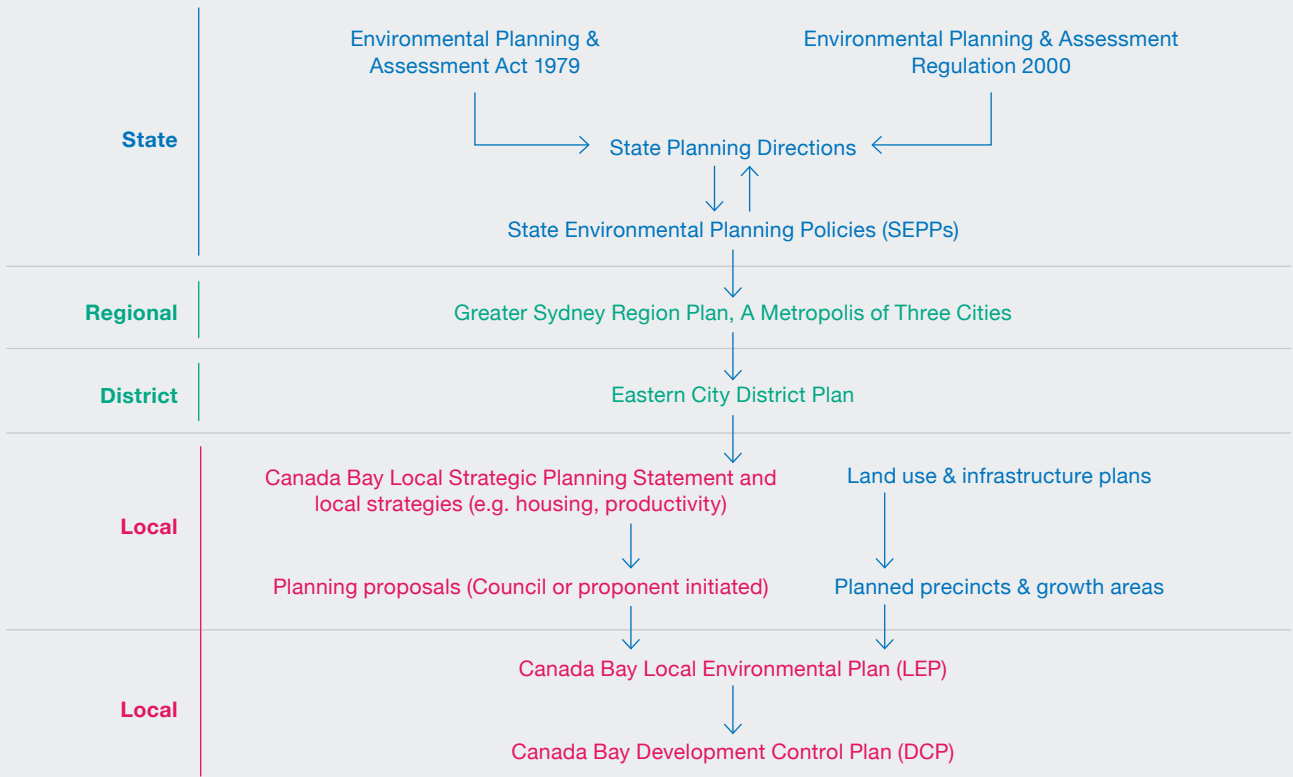 Environmental Planning &
Assessment Act 1979
Environmental Planning & Assessment
Regulation 2000
State
State Planning Directions
State Environmental Planning Policies (SEPPs)
Regional
Greater Sydney Region Plan, A Metropolis of Three Cities
District
Eastern City District Plan
Local
Canada Bay Local Strategic Planning Statement and
local strategies (e.g. housing, productivity)
Land use & infrastructure plans
Planning proposals (Council or proponent initiated)
Planned precincts & growth areas
Local
Canada Bay Local Environmental Plan (LEP)
Canada Bay Development Control Plan (DCP)